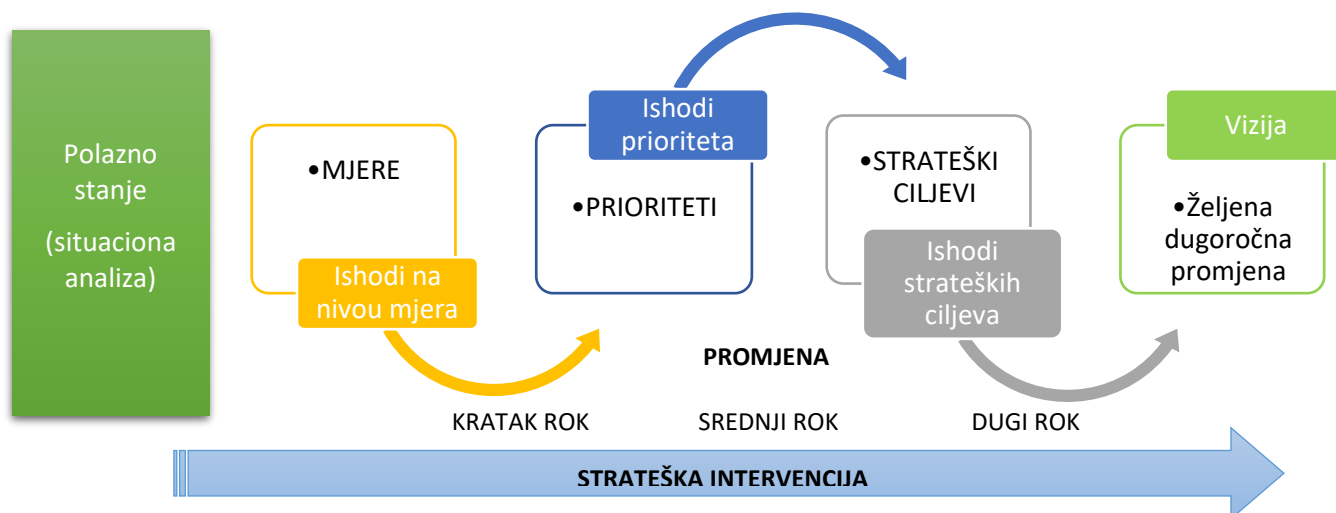 Polazno
stanje
(situaciona
analiza)
•MJERE
Ishodi na
nivou mjera
Ishodi
prioriteta
•PRIORITETI
•STRATEŠKI
CILJEVI
Ishodi
strateških
ciljeva
Vizija
•Željena
dugoročna
promjena
PROMJENA
KRATAK ROK
SREDNJI ROK
DUGI ROK
STRATEŠKA INTERVENCIJA